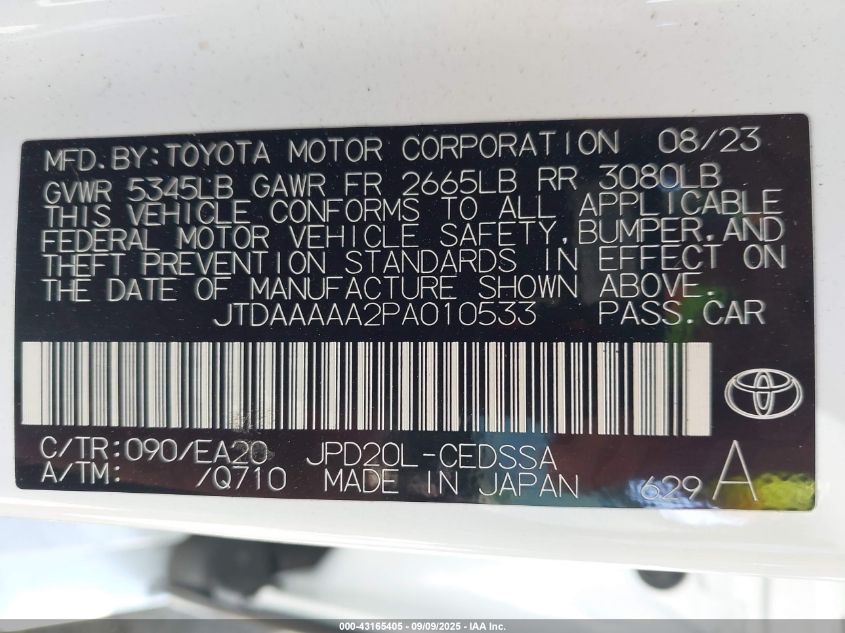 MFD. BY: TOYOTA MOTOR CORPORATION 08/23
GVWR 5345LB GAWR FR 2665LB RR 3080LB
THIS VEHICLE CONFORMS TO ALL APPLICABLE
FEDERAL MOTOR VEHICLE SAFETY, BUMPER, AND
THEFT PREVENTION STANDARDS IN EFFECT ON
THE DATE OF MANUFACTURE SHOWN ABOVE.
JTDAAAAA2PA010533 PASS. CAR
C/TR: 090/EA20 JPD20L-CEDSSA
A/TM: /Q710 MADE IN JAPAN 629 A
000-43165405 - 09/09/2025 - IAA Inc.